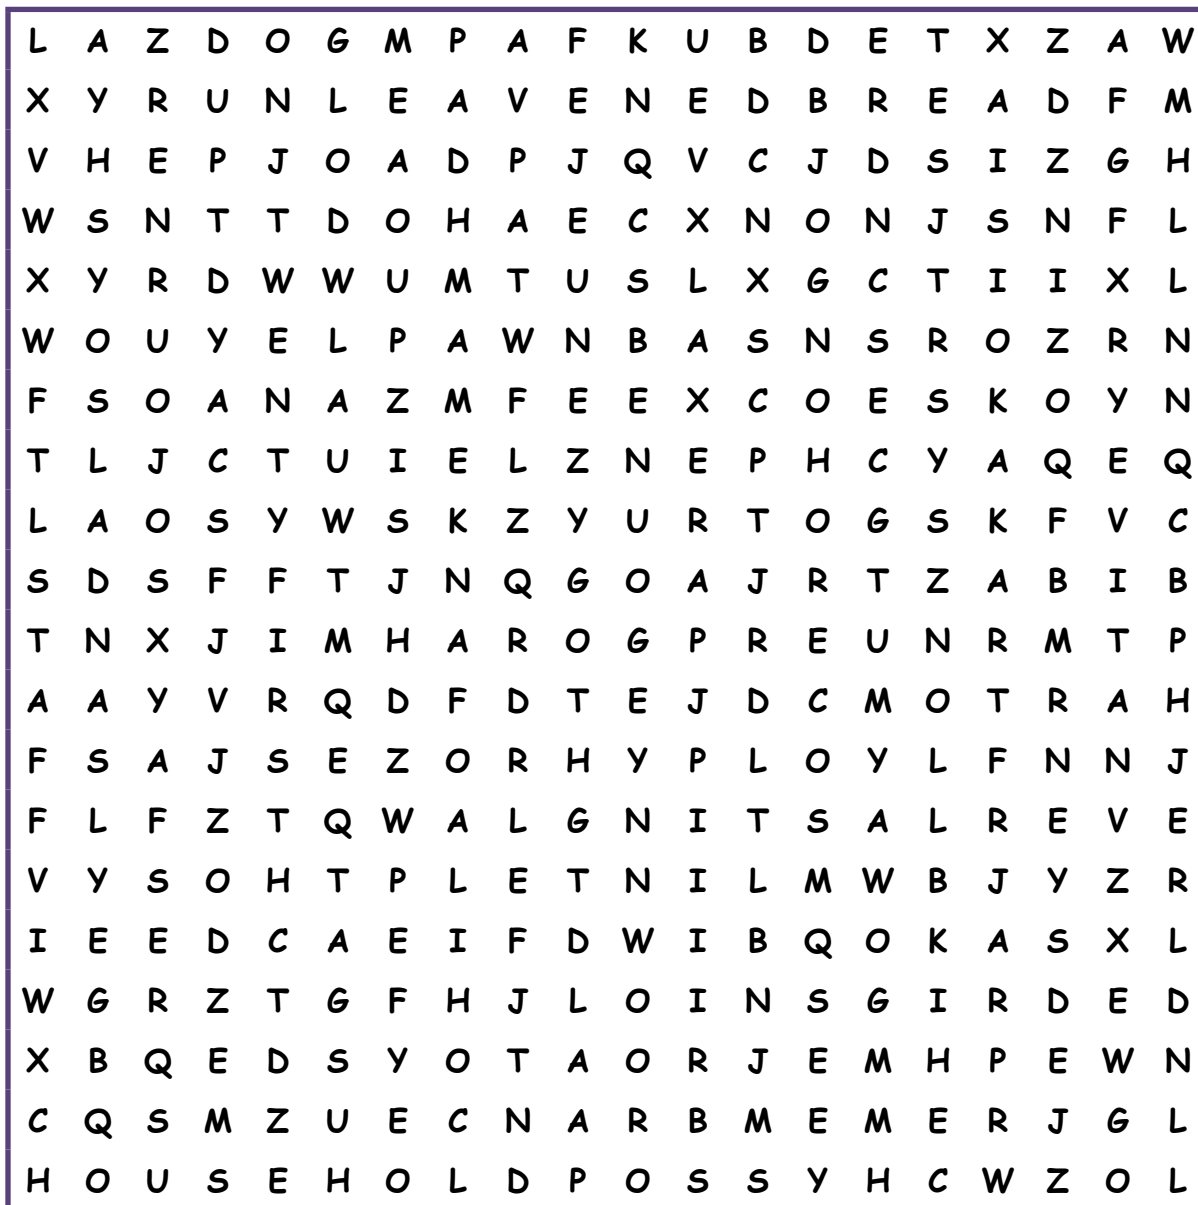 L A Z D O G M P A F K U B D E T X Z A W
X Y R U N L E A V E N E D B R E A D F M
V H E P J O A D P J Q V C J D S I Z G H
W S N T T D O H A E C X N O N J S N F L
X Y R D W W U M T U S L X G C T I I X L
W O U Y E L P A W N B A S N S R O Z R N
F S O A N A Z M F E E X C O E S K O Y N
T L J C T U I E L Z N E P H C Y A Q E Q
L A O S Y W S K Z Y U R T O G S K F V C
S D S F F T J N Q G O A J R T Z A B I B
T N X J I M H A R O G P R E U N R M T P
A A Y V R Q D F D T E J D C M O T R A H
F S A J S E Z O R H Y P L O Y L F N N J
F L F Z T Q W A L G N I T S A L R E V E
V Y S O H T P L E T N I L M W B J Y Z R
I E E D C A E I F D W I B Q O K A S X L
W G R Z T G F H J L O I N S G I R D E D
X B Q E D S Y O T A O R J E M H P E W N
C Q S M Z U E C N A R B M E M E R J G L
H O U S E H O L D P O S S Y H C W Z O L